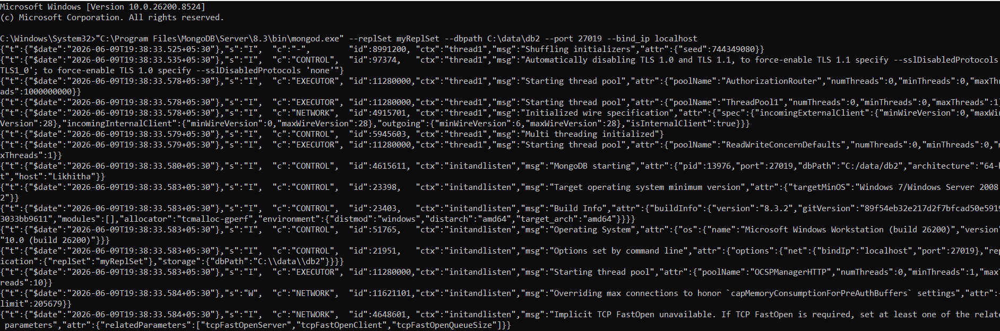 Microsoft Windows [Version 10.0.26200.8524]
(c) Microsoft Corporation. All rights reserved.
C:\Windows\System32>"C:\Program Files\MongoDB\Server\8.3\bin\mongod.exe" --replSet myReplSet --dbpath C:\data\db2 --port 27019 --bind_ip localhost
{"t":{"$date":"2026-06-09T19:38:33.525+05:30"},"s":"I",  "c":"-",        "id":8991200, "ctx":"thread1","msg":"Shuffling initializers","attr":{"seed":744349080}}
{"t":{"$date":"2026-06-09T19:38:33.535+05:30"},"s":"I",  "c":"CONTROL",  "id":97374,   "ctx":"thread1","msg":"Automatically disabling TLS 1.0 and TLS 1.1, to force-enable TLS 1.1 specify --sslDisabledProtocols
TLS1_0'; to force-enable TLS 1.0 specify --sslDisabledProtocols 'none'"}
{"t":{"$date":"2026-06-09T19:38:33.578+05:30"},"s":"I",  "c":"EXECUTOR", "id":11280000,"ctx":"thread1","msg":"Starting thread pool","attr":{"poolName":"AuthorizationRouter","numThreads":0,"minThreads":0,"maxThr
ads":1000000000}}
{"t":{"$date":"2026-06-09T19:38:33.578+05:30"},"s":"I",  "c":"EXECUTOR", "id":11280000,"ctx":"thread1","msg":"Starting thread pool","attr":{"poolName":"ThreadPool1","numThreads":0,"minThreads":0,"maxThreads":1}
{"t":{"$date":"2026-06-09T19:38:33.578+05:30"},"s":"I",  "c":"NETWORK",  "id":4915701, "ctx":"thread1","msg":"Initialized wire specification","attr":{"spec":{"incomingExternalClient":{"minWireVersion":0,"maxWi
Version":28},"incomingInternalClient":{"minWireVersion":0,"maxWireVersion":28},"outgoing":{"minWireVersion":6,"maxWireVersion":28},"isInternalClient":true}}}
{"t":{"$date":"2026-06-09T19:38:33.579+05:30"},"s":"I",  "c":"CONTROL",  "id":5945603, "ctx":"thread1","msg":"Multi threading initialized"}
{"t":{"$date":"2026-06-09T19:38:33.579+05:30"},"s":"I",  "c":"EXECUTOR", "id":11280000,"ctx":"thread1","msg":"Starting thread pool","attr":{"poolName":"ReadWriteConcernDefaults","numThreads":0,"minThreads":0,"m
xThreads":1}}
{"t":{"$date":"2026-06-09T19:38:33.580+05:30"},"s":"I",  "c":"CONTROL",  "id":4615611, "ctx":"initandlisten","msg":"MongoDB starting","attr":{"pid":13976,"port":27019,"dbPath":"C:/data/db2","architecture":"64-b
t","host":"Likhitha"}}
{"t":{"$date":"2026-06-09T19:38:33.583+05:30"},"s":"I",  "c":"CONTROL",  "id":23398,   "ctx":"initandlisten","msg":"Target operating system minimum version","attr":{"targetMinOS":"Windows 7/Windows Server 2008
2"}}
{"t":{"$date":"2026-06-09T19:38:33.583+05:30"},"s":"I",  "c":"CONTROL",  "id":23403,   "ctx":"initandlisten","msg":"Build Info","attr":{"buildInfo":{"version":"8.3.2","gitVersion":"89f54eb32e217d2f7bfcad50e5919
3033bb9611","modules":[],"allocator":"tcmalloc-gperf","environment":{"distmod":"windows","distarch":"amd64","target_arch":"amd64"}}}}
{"t":{"$date":"2026-06-09T19:38:33.583+05:30"},"s":"I",  "c":"CONTROL",  "id":51765,   "ctx":"initandlisten","msg":"Operating System","attr":{"os":{"name":"Microsoft Windows Workstation (build 26200)","version"
"10.0 (build 26200)"}}}
{"t":{"$date":"2026-06-09T19:38:33.583+05:30"},"s":"I",  "c":"CONTROL",  "id":21951,   "ctx":"initandlisten","msg":"Options set by command line","attr":{"options":{"net":{"bindIp":"localhost","port":27019},"rep
ication":{"replSet":"myReplSet"},"storage":{"dbPath":"C:\\data\\db2"}}}}
{"t":{"$date":"2026-06-09T19:38:33.583+05:30"},"s":"I",  "c":"EXECUTOR", "id":11280000,"ctx":"initandlisten","msg":"Starting thread pool","attr":{"poolName":"OCSPManagerHTTP","numThreads":0,"minThreads":1,"maxT
reads":10}}
{"t":{"$date":"2026-06-09T19:38:33.584+05:30"},"s":"W",  "c":"NETWORK",  "id":11621101,"ctx":"initandlisten","msg":"Overriding max connections to honor `capMemoryConsumptionForPreAuthBuffers` settings","attr":{
limit":205679}}
{"t":{"$date":"2026-06-09T19:38:33.584+05:30"},"s":"I",  "c":"NETWORK",  "id":4648601, "ctx":"initandlisten","msg":"Implicit TCP FastOpen unavailable. If TCP FastOpen is required, set at least one of the relate
 parameters","attr":{"relatedParameters":["tcpFastOpenServer","tcpFastOpenClient","tcpFastOpenQueueSize"]}}